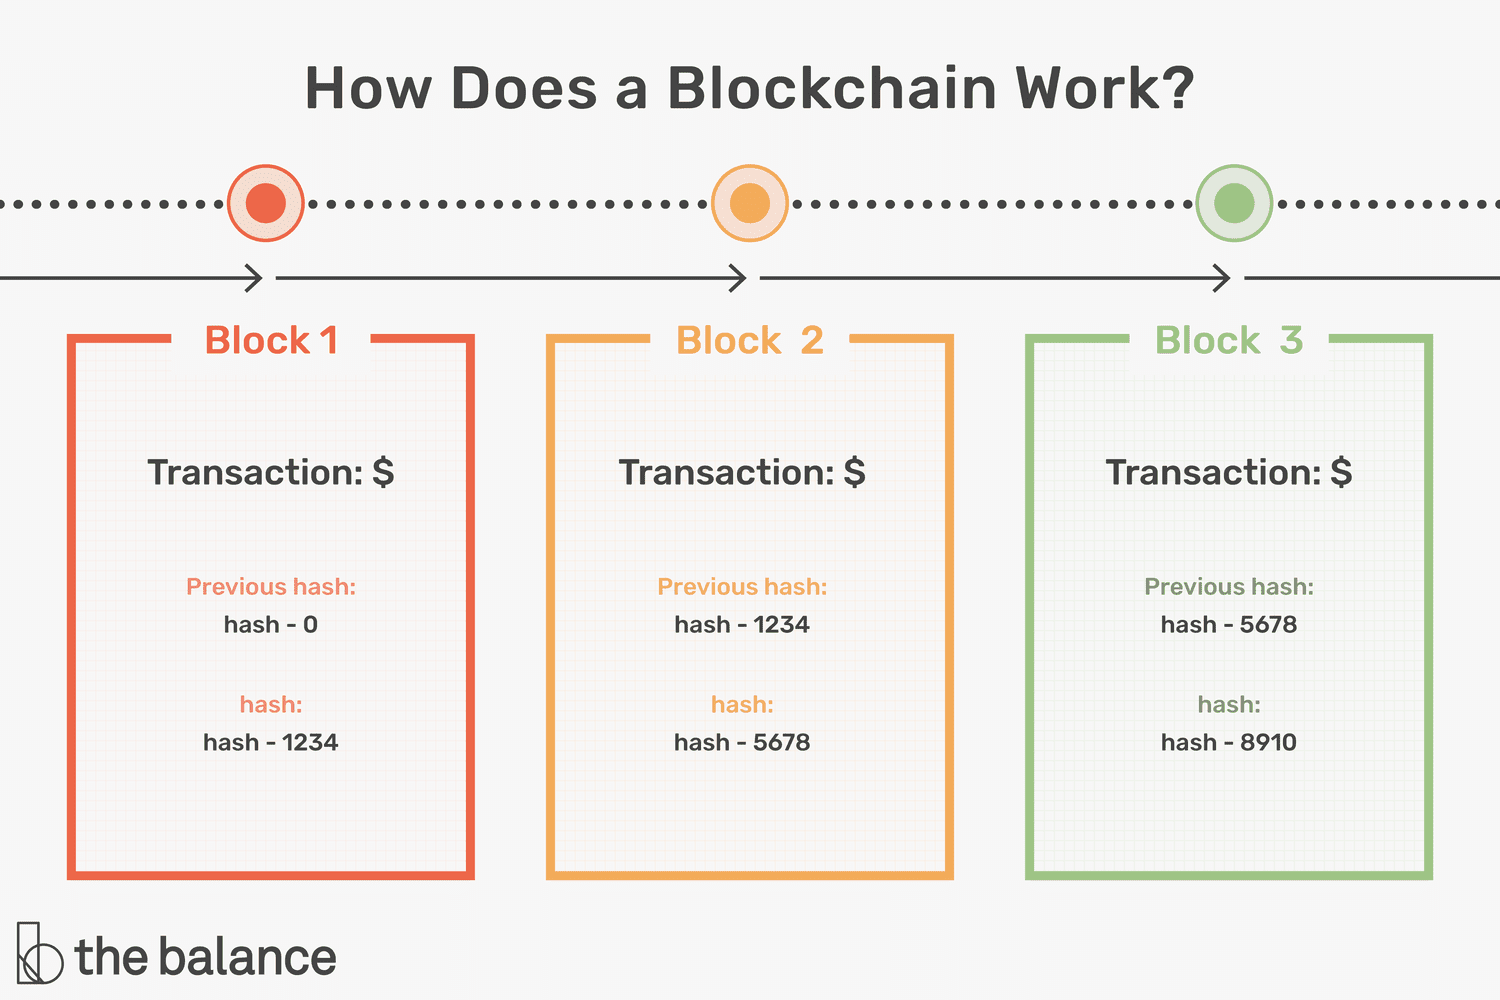 How Does a Blockchain Work?
Block 1
Transaction: $
Previous hash:
hash - 0
hash:
hash - 1234
Block 2
Transaction: $
Previous hash:
hash - 1234
hash:
hash - 5678
Block 3
Transaction: $
Previous hash:
hash - 5678
hash:
hash - 8910
the balance